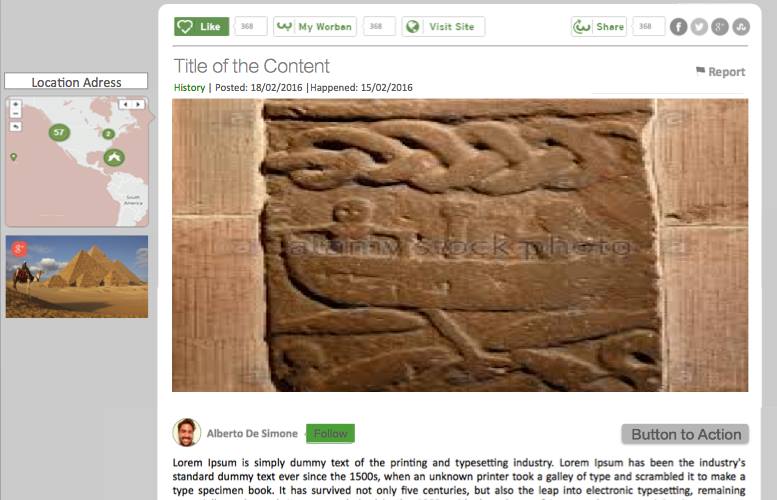 Like
368
My Worban
368
Visit Site
Share
368
f
g+
Title of the Content
Report
History | Posted: 18/02/2016 |Happened: 15/02/2016
Location Adress
57
2
South
America
g+
a alamy stock photo
Alberto De Simone
Follow
Button to Action
Lorem Ipsum is simply dummy text of the printing and typesetting industry. Lorem Ipsum has been the industry's
standard dummy text ever since the 1500s, when an unknown printer took a galley of type and scrambled it to make a
type specimen book. It has survived not only five centuries, but also the leap into electronic typesetting, remaining